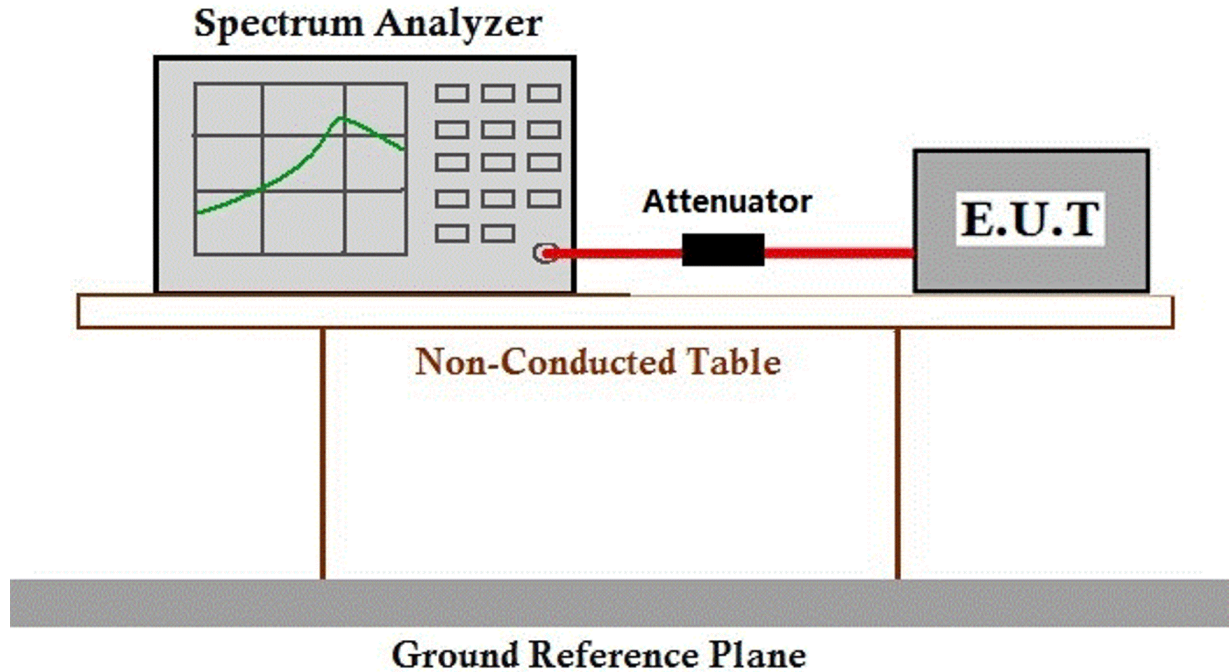 Spectrum Analyzer
Attenuator
E.U.T
Non-Conducted Table
Ground Reference Plane